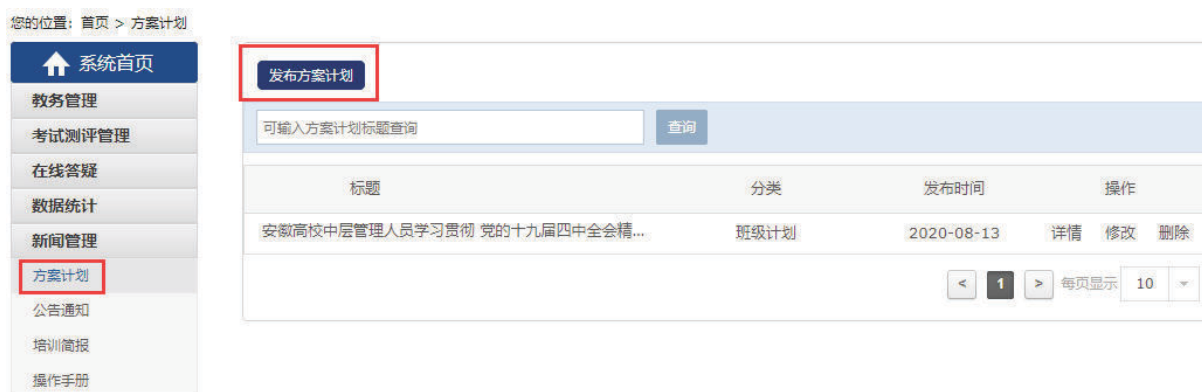 您的位置：首页 > 方案计划
系统首页
教务管理
考试测评管理
在线答疑
数据统计
新闻管理
方案计划
公告通知
培训简报
操作手册
发布方案计划
可输入方案计划标题查询 查询
标题 分类 发布时间 操作
安徽高校中层管理人员学习贯彻 党的十九届四中全会精... 班级计划 2020-08-13 详情 修改 删除
< 1 > 每页显示 10